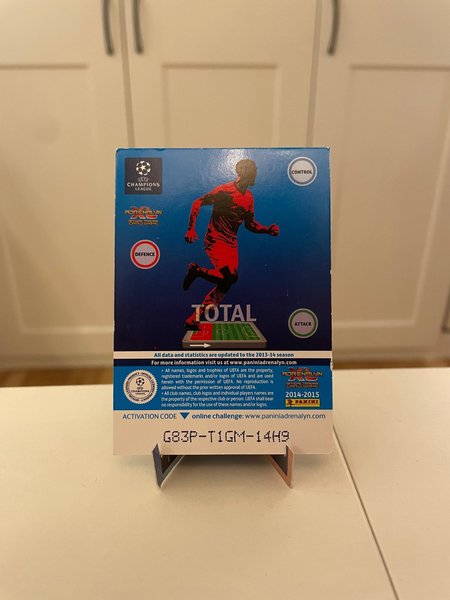 UEFA
CHAMPIONS
LEAGUE
CONTROL
ADRENALYN
XL
DEFENCE
TOTAL
ATTACK
All data and statistics are updated to the 2013-14 season
For more information visit us at www.paniniadrenalyn.com
• All names, logos and trophies of UEFA are the property,
registered trademarks and/or logos of UEFA and are used
herein with the permission of UEFA. No reproduction is
allowed without the prior written approval of UEFA.
• All club names, club logos and individual players names are
the property of the respective club or person. UEFA shall bear
no responsibility for the use of these names and/or logos.
ADRENALYN
XL
2014-2015
PANINI
ACTIVATION CODE online challenge: www.paniniadrenalyn.com
G83P-T1GM-14H9